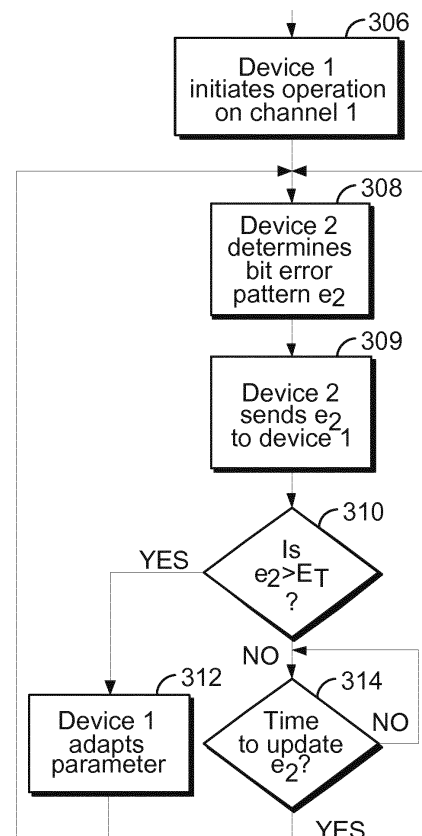 306
Device 1
initiates operation
on channel 1
308
Device 2
determines
bit error
pattern e2
309
Device 2
sends e2
to device 1
310
Is
e2>ET
?
YES
NO
312
Device 1
adapts
parameter
314
Time
to update
e2?
NO
YES